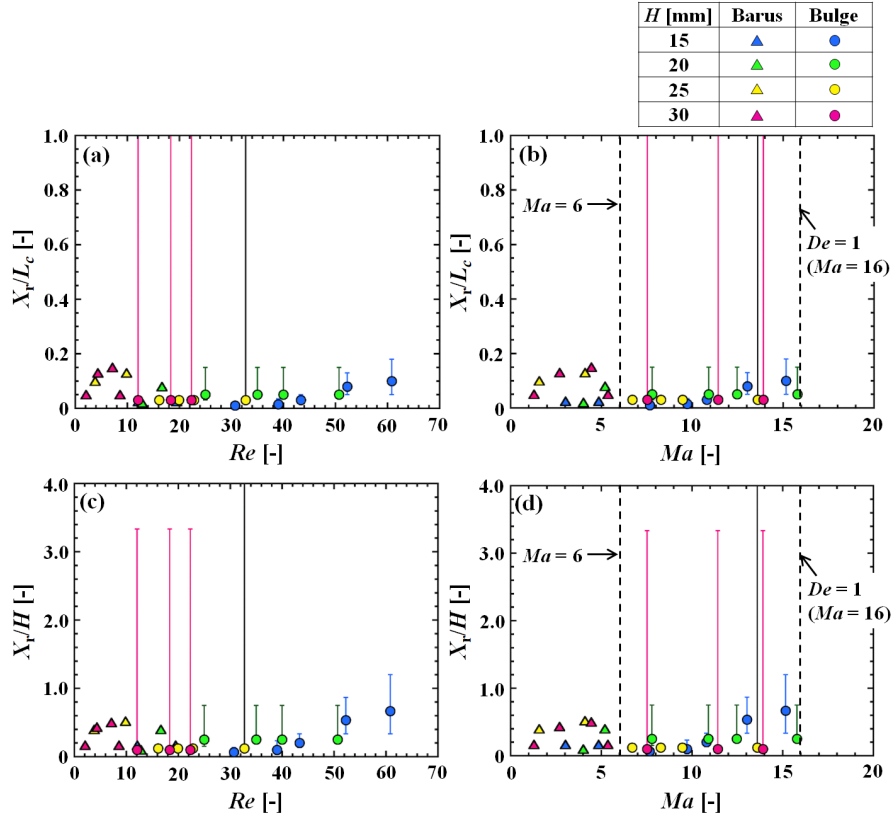 H [mm] Barus Bulge
15
20
25
30
(a)
1.0
0.8
0.6
0.4
0.2
0
X_r/L_c [-]
0 10 20 30 40 50 60 70
Re [-]
(b)
1.0
0.8
0.6
0.4
0.2
0
X_r/L_c [-]
Ma = 6
De = 1
(Ma = 16)
0 5 10 15 20
Ma [-]
(c)
4.0
3.0
2.0
1.0
0
X_r/H [-]
0 10 20 30 40 50 60 70
Re [-]
(d)
4.0
3.0
2.0
1.0
0
X_r/H [-]
Ma = 6
De = 1
(Ma = 16)
0 5 10 15 20
Ma [-]